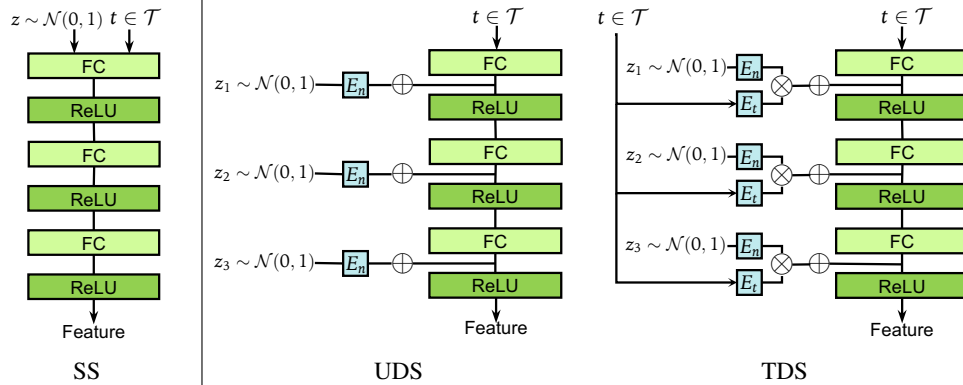 z ∼ 𝒩(0, 1) t ∈ 𝒯
FC
ReLU
FC
ReLU
FC
ReLU
Feature
SS
t ∈ 𝒯
FC
z₁ ∼ 𝒩(0, 1) Eₙ ⊕
ReLU
FC
z₂ ∼ 𝒩(0, 1) Eₙ ⊕
ReLU
FC
z₃ ∼ 𝒩(0, 1) Eₙ ⊕
ReLU
Feature
UDS
t ∈ 𝒯 t ∈ 𝒯
FC
z₁ ∼ 𝒩(0, 1) Eₙ
⊗ ⊕
Eₜ ReLU
FC
z₂ ∼ 𝒩(0, 1) Eₙ
⊗ ⊕
Eₜ ReLU
FC
z₃ ∼ 𝒩(0, 1) Eₙ
⊗ ⊕
Eₜ ReLU
Feature
TDS